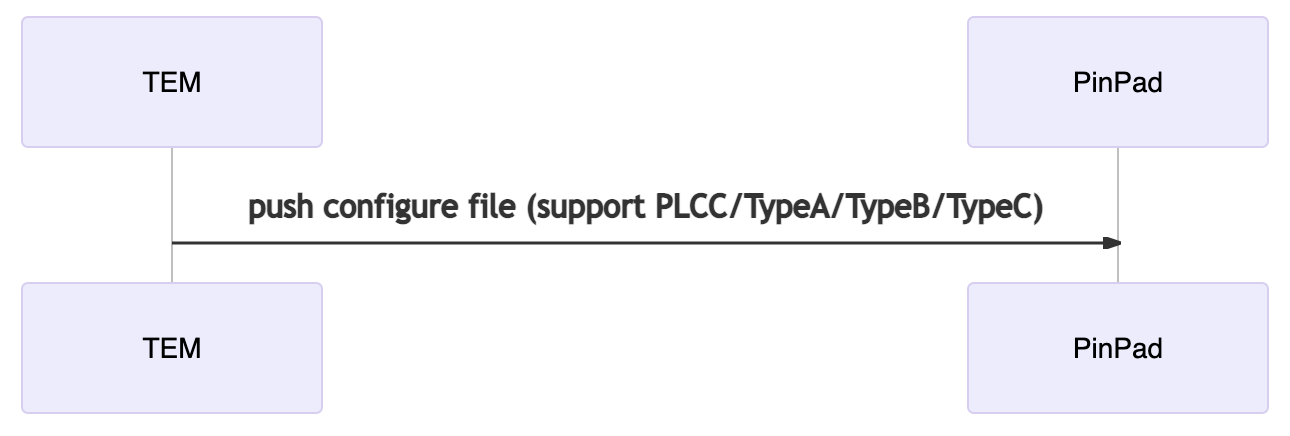 TEM
PinPad
push configure file (support PLCC/TypeA/TypeB/TypeC)
TEM
PinPad